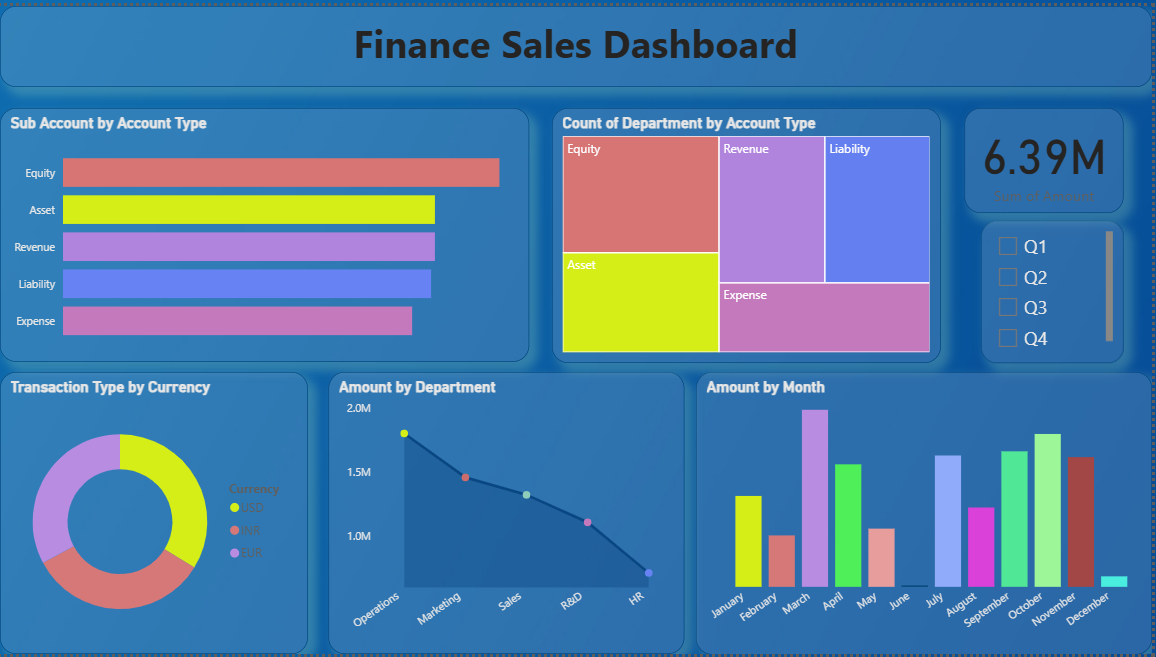 Finance Sales Dashboard
Sub Account by Account Type
Equity
Asset
Revenue
Liability
Expense
Count of Department by Account Type
Equity
Revenue
Liability
Asset
Expense
6.39M
Sum of Amount
Q1
Q2
Q3
Q4
Transaction Type by Currency
Currency
USD
INR
EUR
Amount by Department
2.0M
1.5M
1.0M
Operations
Marketing
Sales
R&D
HR
Amount by Month
January
February
March
April
May
June
July
August
September
October
November
December